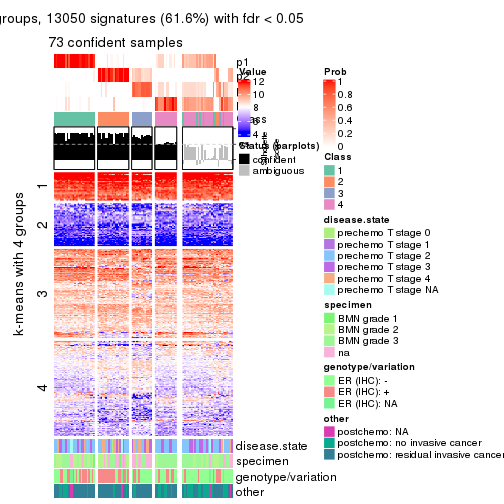 groups, 13050 signatures (61.6%) with fdr < 0.05
73 confident samples
p1
p2
Value
12
10
8
6
4
Prob
1
0.8
0.6
0.4
0.2
0
Status (barplots)
confident
ambiguous
Class
1
2
3
4
k-means with 4 groups
1
2
3
4
disease.state
prechemo T stage 0
prechemo T stage 1
prechemo T stage 2
prechemo T stage 3
prechemo T stage 4
prechemo T stage NA
specimen
BMN grade 1
BMN grade 2
BMN grade 3
na
genotype/variation
ER (IHC): -
ER (IHC): +
ER (IHC): NA
other
postchemo: NA
postchemo: no invasive cancer
postchemo: residual invasive cancer
disease.state
specimen
genotype/variation
other